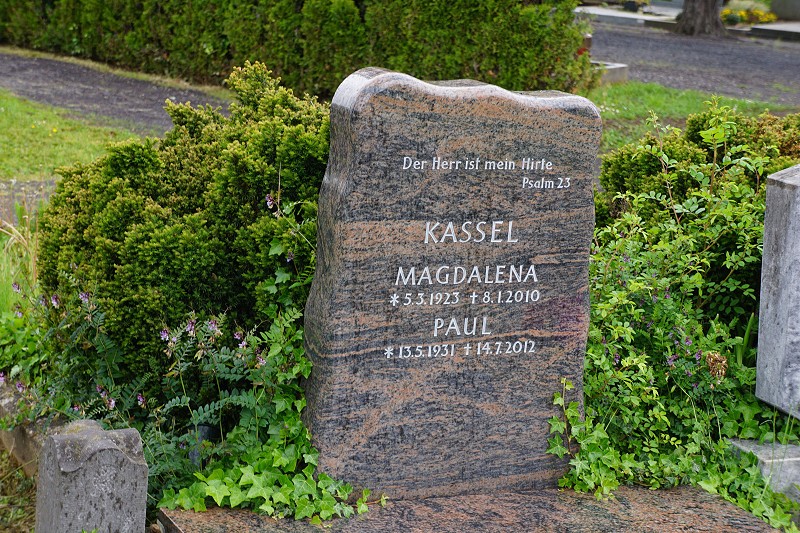 Der Herr ist mein Hirte
Psalm 23
KASSEL
MAGDALENA
* 5.3.1923 † 8.1.2010
PAUL
* 13.5.1931 † 14.7.2012